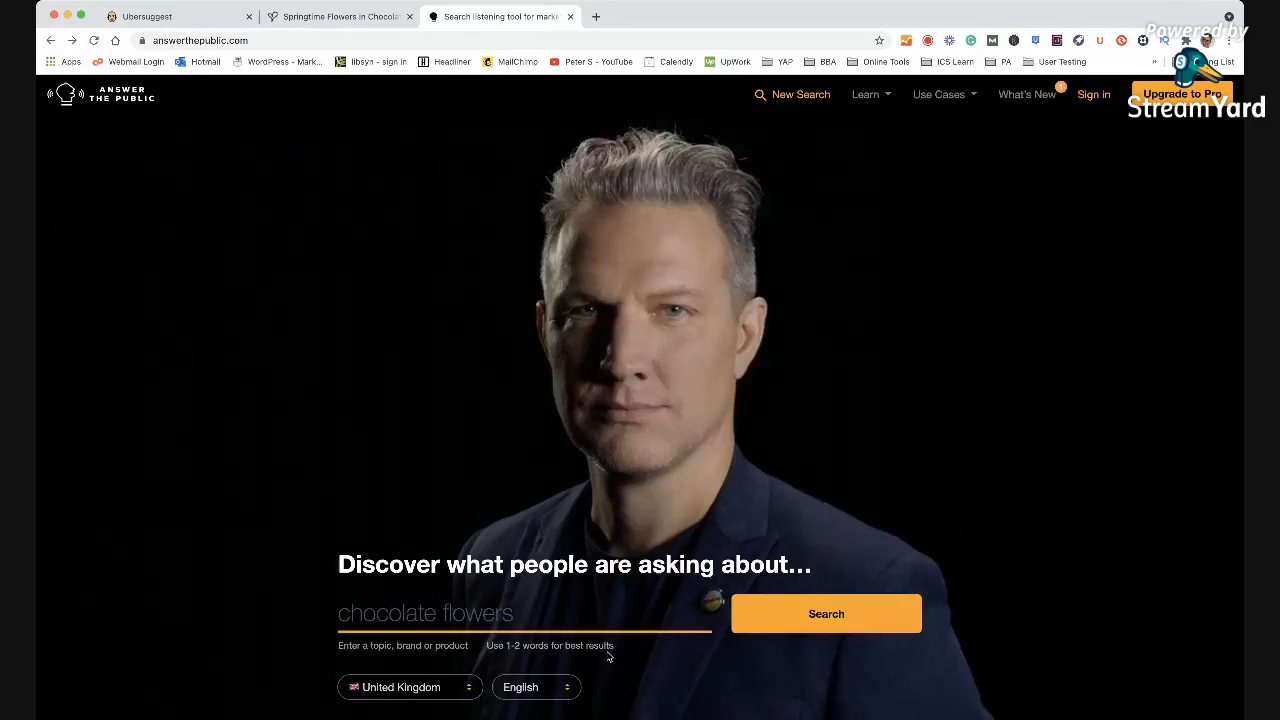 Ubersuggest
Springtime Flowers in Chocolat
Search listening tool for marke
Powered by
answerthepublic.com
Apps
Webmail Login
Hotmail
WordPress - Mark...
libsyn - sign in
Headliner
MailChimp
Peter S - YouTube
Calendly
UpWork
YAP
BBA
Online Tools
ICS Learn
PA
User Testing
»
ANSWER
THE PUBLIC
New Search
Learn
Use Cases
What's New
1
Sign in
Upgrade to Pro
StreamYard
Discover what people are asking about...
chocolate flowers
Search
Enter a topic, brand or product
Use 1-2 words for best results
United Kingdom
English